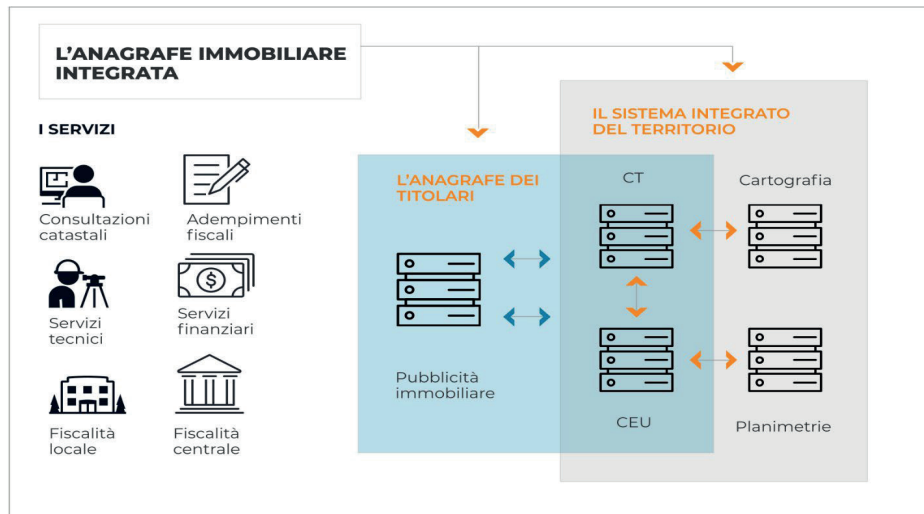 L'ANAGRAFE IMMOBILIARE
INTEGRATA
I SERVIZI
Consultazioni
catastali
Adempimenti
fiscali
Servizi
tecnici
$
Servizi
finanziari
Fiscalità
locale
Fiscalità
centrale
L'ANAGRAFE DEI
TITOLARI
Pubblicità
immobiliare
IL SISTEMA INTEGRATO
DEL TERRITORIO
CT
Cartografia
CEU
Planimetrie